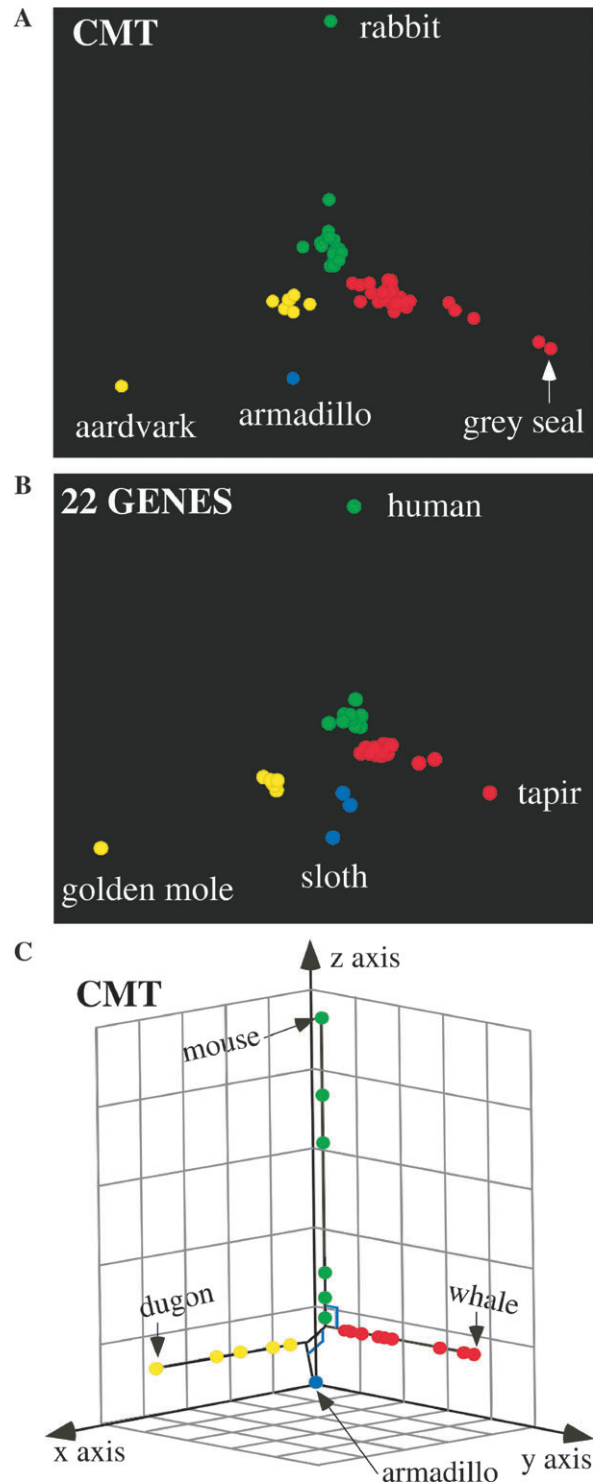 A
CMT
rabbit
aardvark
armadillo
grey seal
B
22 GENES
human
tapir
golden mole
sloth
C
CMT
z axis
mouse
dugon
whale
x axis
armadillo
y axis